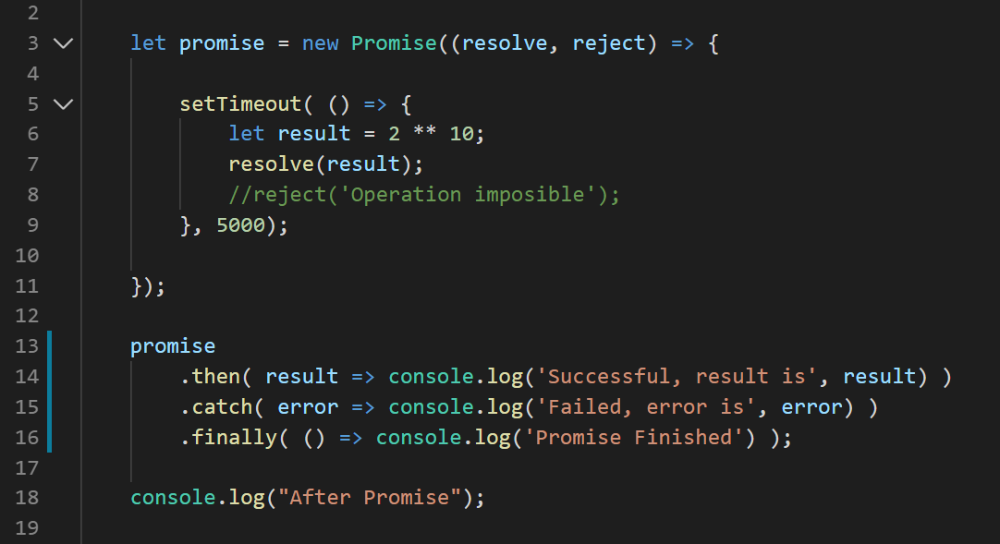 2
3 let promise = new Promise((resolve, reject) => {
4
5 setTimeout( () => {
6 let result = 2 ** 10;
7 resolve(result);
8 //reject('Operation imposible');
9 }, 5000);
10
11 });
12
13 promise
14 .then( result => console.log('Successful, result is', result) )
15 .catch( error => console.log('Failed, error is', error) )
16 .finally( () => console.log('Promise Finished') );
17
18 console.log("After Promise");
19